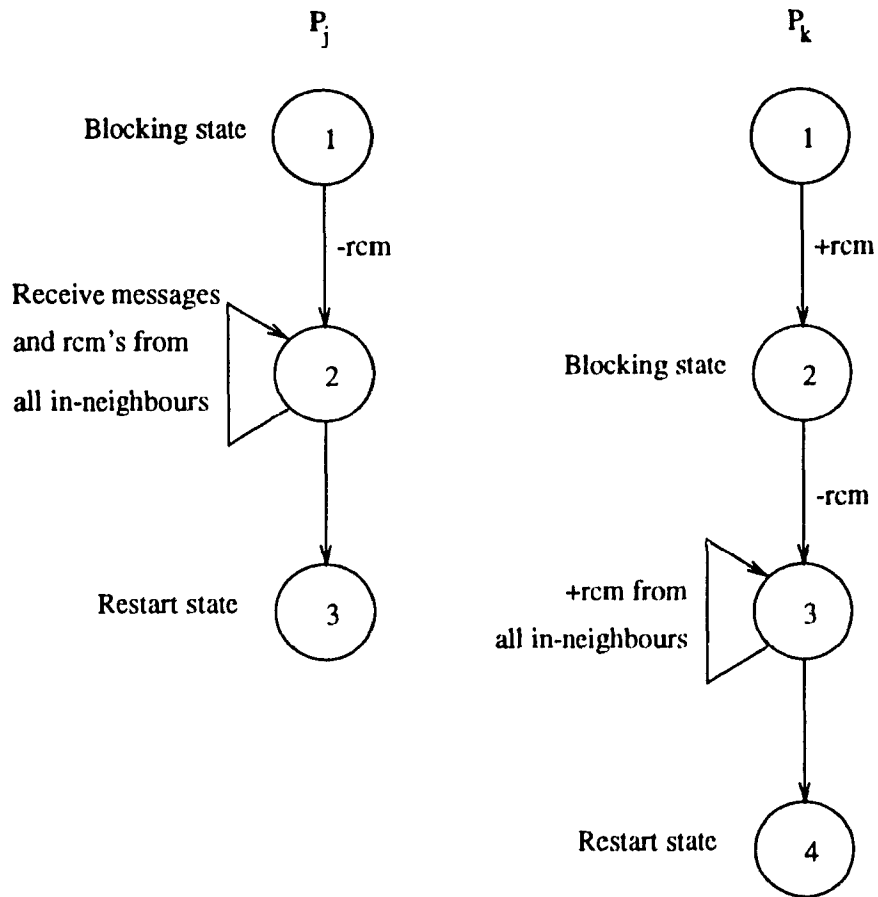 P_j
P_k
Blocking state
1
-rcm
Receive messages
and rcm's from
all in-neighbours
2
Restart state
3
1
+rcm
Blocking state
2
-rcm
+rcm from
all in-neighbours
3
Restart state
4